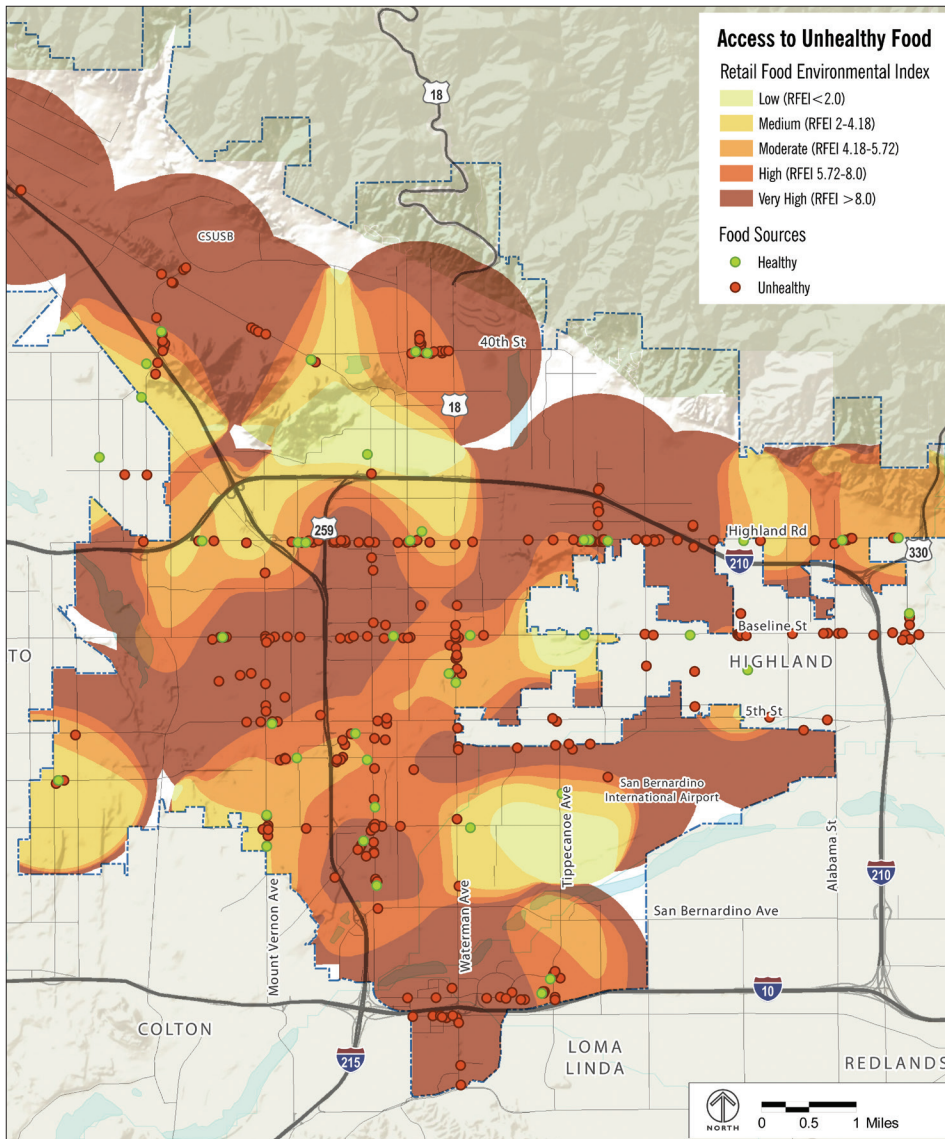 Access to Unhealthy Food
Retail Food Environmental Index
Low (RFEI<2.0)
Medium (RFEI 2-4.18)
Moderate (RFEI 4.18-5.72)
High (RFEI 5.72-8.0)
Very High (RFEI >8.0)
Food Sources
Healthy
Unhealthy
18
CSUSB
40th St
18
259
Highland Rd
330
210
Baseline St
TO
HIGHLAND
5th St
San Bernardino
International Airport
Tippecanoe Ave
Alabama St
210
Mount Vernon Ave
Waterman Ave
San Bernardino Ave
10
COLTON
215
LOMA
LINDA
REDLANDS
NORTH
0 0.5 1 Miles